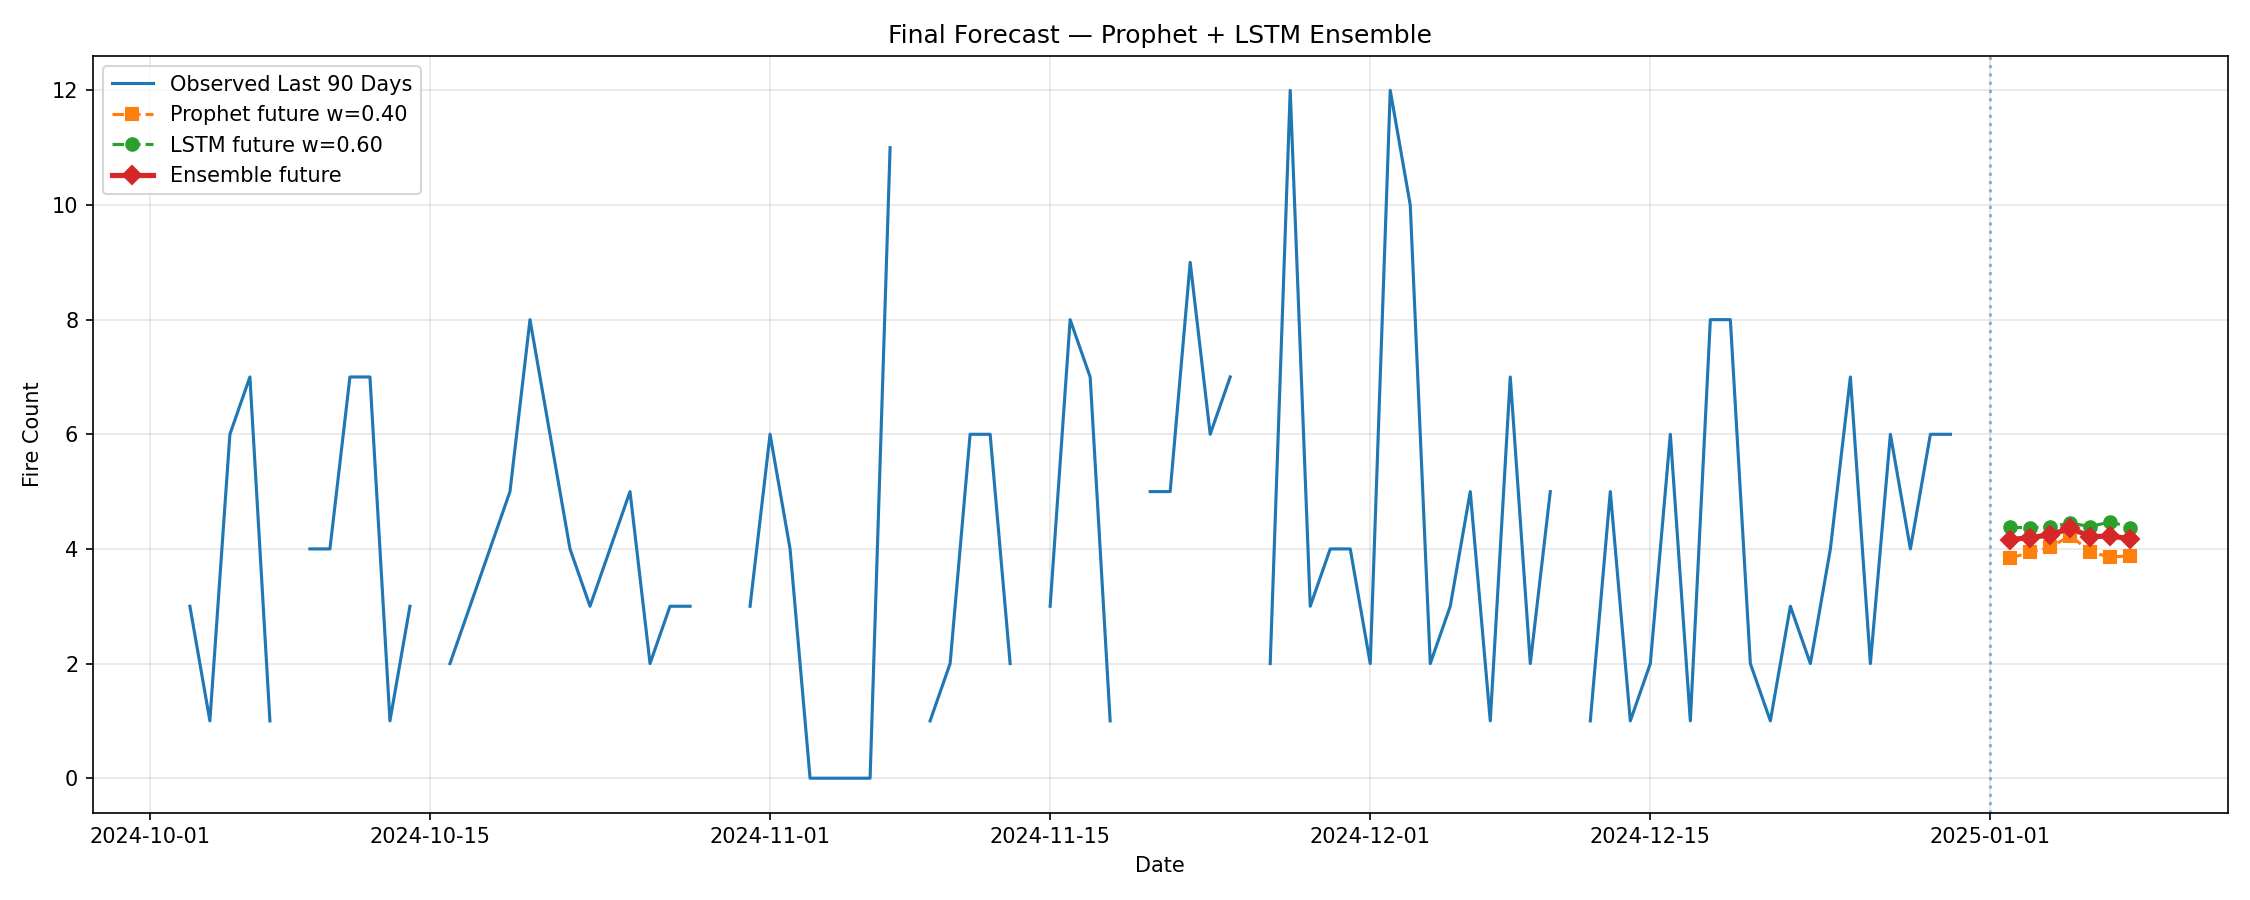 Final Forecast — Prophet + LSTM Ensemble
Observed Last 90 Days
Prophet future w=0.40
LSTM future w=0.60
Ensemble future
Fire Count
12
10
8
6
4
2
0
2024-10-01
2024-10-15
2024-11-01
2024-11-15
2024-12-01
2024-12-15
2025-01-01
Date